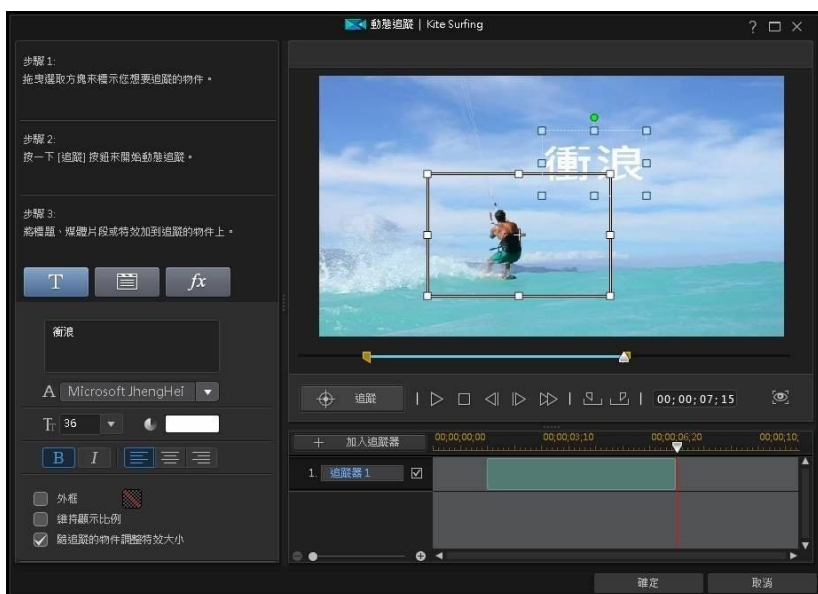 動態追蹤 | Kite Surfing
步驟 1:
拖曳選取方塊來標示您想要追蹤的物件。
步驟 2:
按一下 [追蹤] 按鈕來開始動態追蹤。
步驟 3:
將標題、媒體片段或特效加到追蹤的物件上。
T
fx
衝浪
A Microsoft JhengHei
TT 36
B I
外框
維持顯示比例
隨追蹤的物件調整特效大小
衝浪
追蹤
00;00;07;15
加入追蹤器
00;00;00;00 00;00;03;10 00;00;06;20 00;00;10;
1. 追蹤器 1
確定 取消